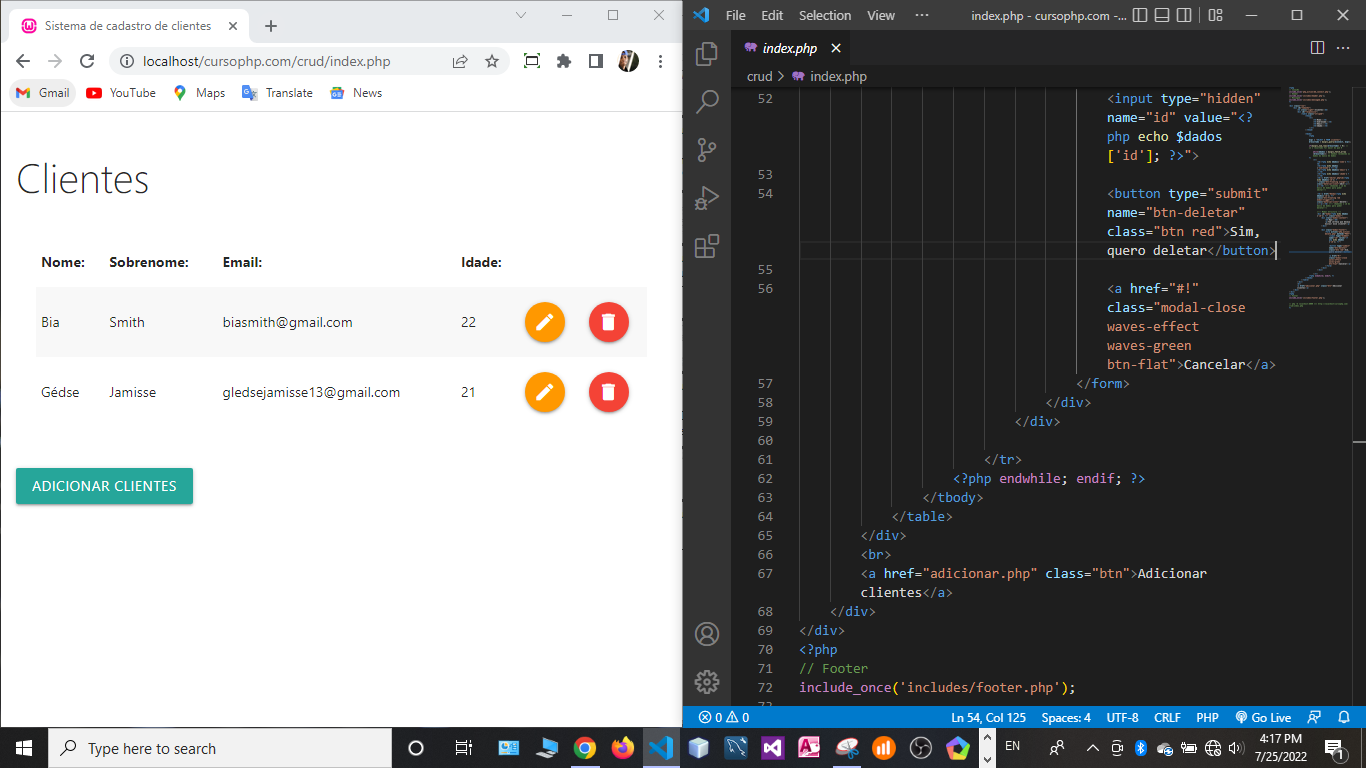 Sistema de cadastro de clientes
localhost/cursophp.com/crud/index.php
Gmail YouTube Maps Translate News
Clientes
Nome: Sobrenome: Email: Idade:
Bia Smith biasmith@gmail.com 22
Gédse Jamisse gledsejamisse13@gmail.com 21
ADICIONAR CLIENTES
File Edit Selection View ··· index.php - cursophp.com -...
index.php
crud > index.php
52 <input type="hidden"
name="id" value="<?
php echo $dados
['id']; ?>">
53
54 <button type="submit"
name="btn-deletar"
class="btn red">Sim,
quero deletar</button>
55
56 <a href="#!"
class="modal-close
waves-effect
waves-green
btn-flat">Cancelar</a>
57 </form>
58 </div>
59 </div>
60
61 </tr>
62 <?php endwhile; endif; ?>
63 </tbody>
64 </table>
65 </div>
66 <br>
67 <a href="adicionar.php" class="btn">Adicionar
clientes</a>
68 </div>
69 </div>
70 <?php
71 // Footer
72 include_once('includes/footer.php');
0 0 Ln 54, Col 125 Spaces: 4 UTF-8 CRLF PHP Go Live
Type here to search
EN
4:17 PM
7/25/2022
1